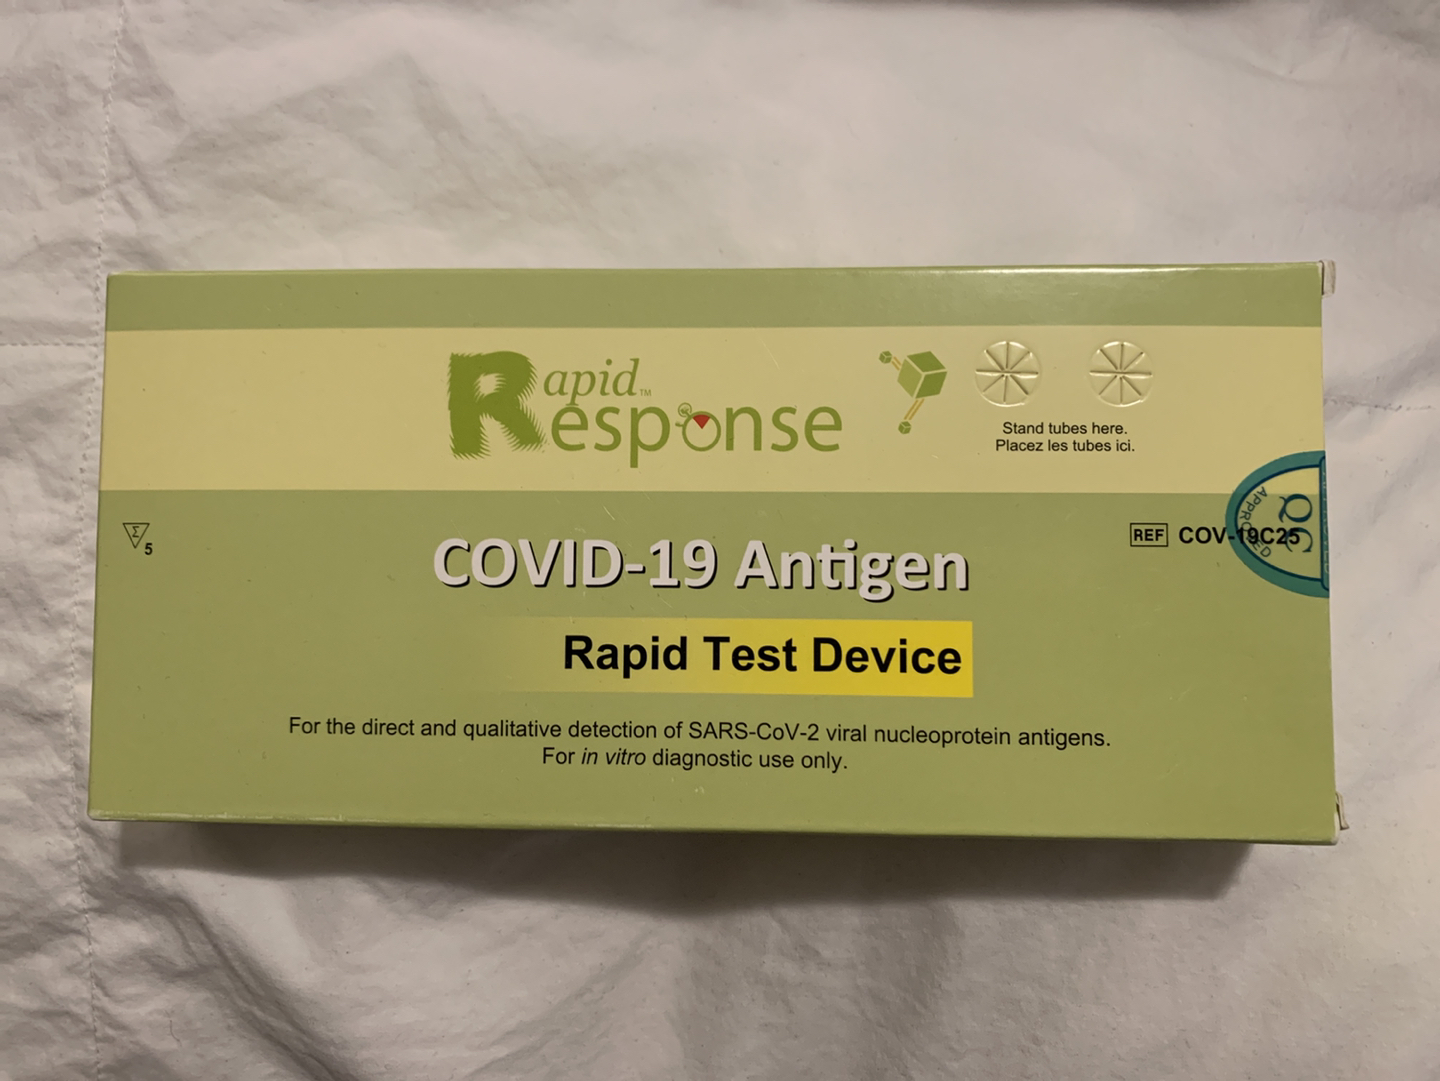 Rapid™
Response
Stand tubes here.
Placez les tubes ici.
Σ
5
REF COV-19C25
QC
APPROVED
COVID-19 Antigen
Rapid Test Device
For the direct and qualitative detection of SARS-CoV-2 viral nucleoprotein antigens.
For in vitro diagnostic use only.